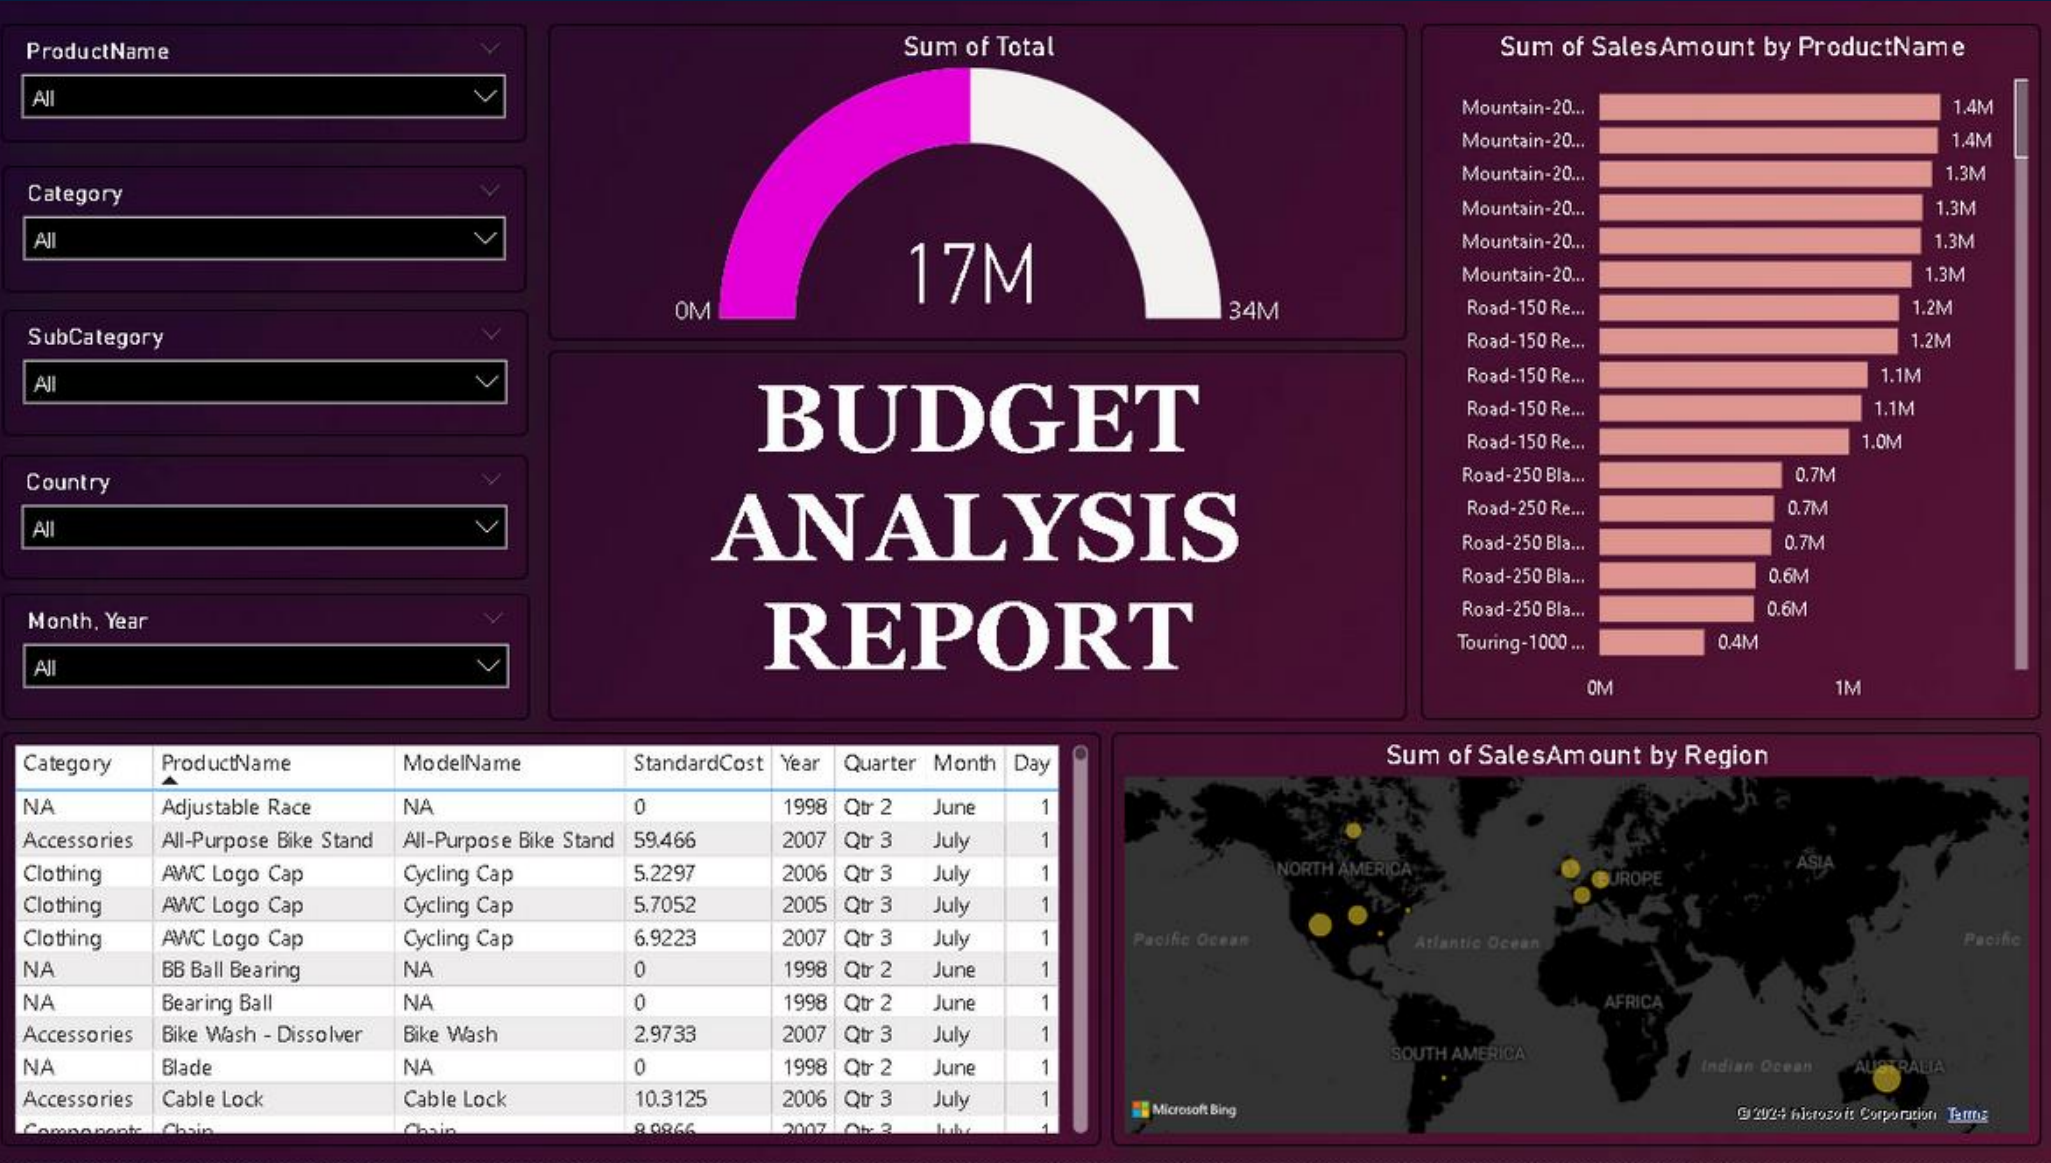 ProductName
All
Category
All
SubCategory
All
Country
All
Month, Year
All
Sum of Total
17M
0M
34M
BUDGET
ANALYSIS
REPORT
Sum of SalesAmount by ProductName
Mountain-20... 1.4M
Mountain-20... 1.4M
Mountain-20... 1.3M
Mountain-20... 1.3M
Mountain-20... 1.3M
Mountain-20... 1.3M
Road-150 Re... 1.2M
Road-150 Re... 1.2M
Road-150 Re... 1.1M
Road-150 Re... 1.1M
Road-150 Re... 1.0M
Road-250 Bla... 0.7M
Road-250 Re... 0.7M
Road-250 Bla... 0.7M
Road-250 Bla... 0.6M
Road-250 Bla... 0.6M
Touring-1000 ... 0.4M
0M 1M
Category ProductName ModelName StandardCost Year Quarter Month Day
NA Adjustable Race NA 0 1998 Qtr 2 June 1
Accessories All-Purpose Bike Stand All-Purpose Bike Stand 59.466 2007 Qtr 3 July 1
Clothing AWC Logo Cap Cycling Cap 5.2297 2006 Qtr 3 July 1
Clothing AWC Logo Cap Cycling Cap 5.7052 2005 Qtr 3 July 1
Clothing AWC Logo Cap Cycling Cap 6.9223 2007 Qtr 3 July 1
NA BB Ball Bearing NA 0 1998 Qtr 2 June 1
NA Bearing Ball NA 0 1998 Qtr 2 June 1
Accessories Bike Wash - Dissolver Bike Wash 2.9733 2007 Qtr 3 July 1
NA Blade NA 0 1998 Qtr 2 June 1
Accessories Cable Lock Cable Lock 10.3125 2006 Qtr 3 July 1
Components Chain Chain 8.9866 2007 Qtr 3 July 1
Sum of SalesAmount by Region
NORTH AMERICA
EUROPE
ASIA
Pacific Ocean
Atlantic Ocean
Pacific
AFRICA
SOUTH AMERICA
Indian Ocean
AUSTRALIA
Microsoft Bing
© 2024 Microsoft Corporation Terms